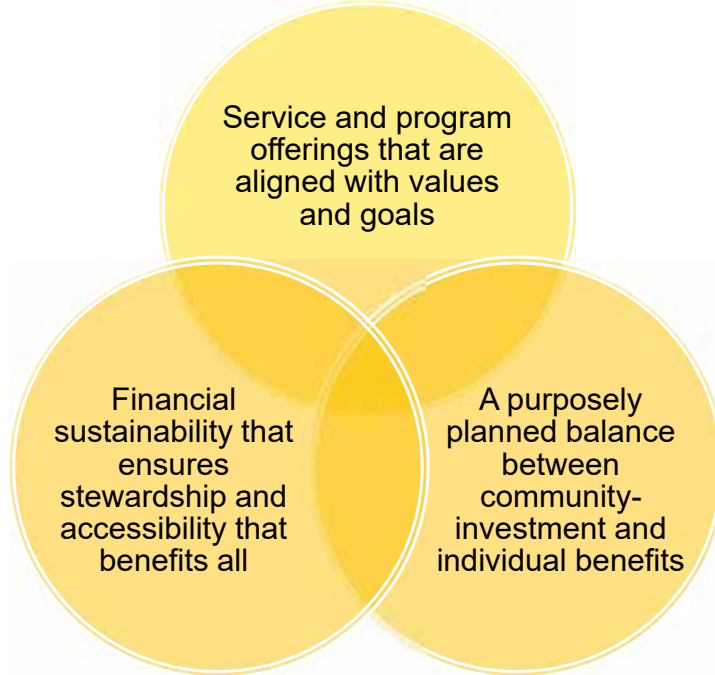 Service and program
offerings that are
aligned with values
and goals
Financial
sustainability that
ensures
stewardship and
accessibility that
benefits all
A purposely
planned balance
between
community-
investment and
individual benefits